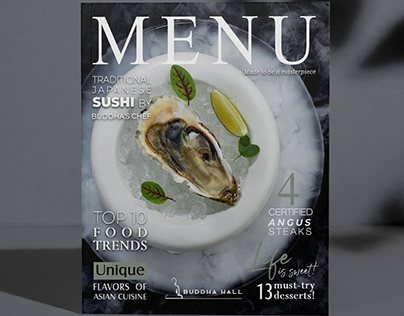 MENU
Made to be a masterpiece
TRADITIONAL
JAPANESE
SUSHI BY
BUDDHA'S CHEF
4
CERTIFIED
ANGUS
STEAKS
TOP 10
FOOD
TRENDS
Life
is sweet!
Unique
FLAVORS OF
ASIAN CUISINE
BUDDHA HALL
13 must-try
desserts!